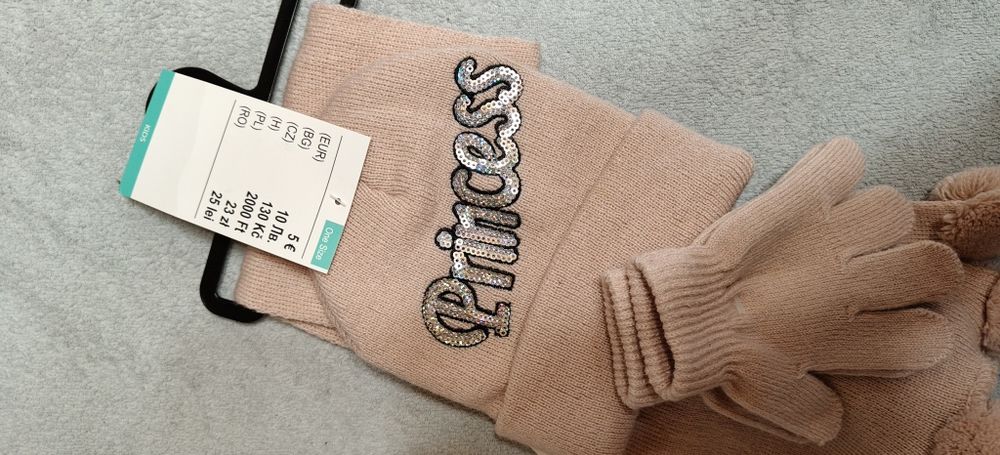 Princess
KIDS
One Size
(EUR) 5 €
(BG) 10 ЛВ.
(CZ) 130 Kč
(H) 2000 Ft
(PL) 23 zł
(RO) 25 lei